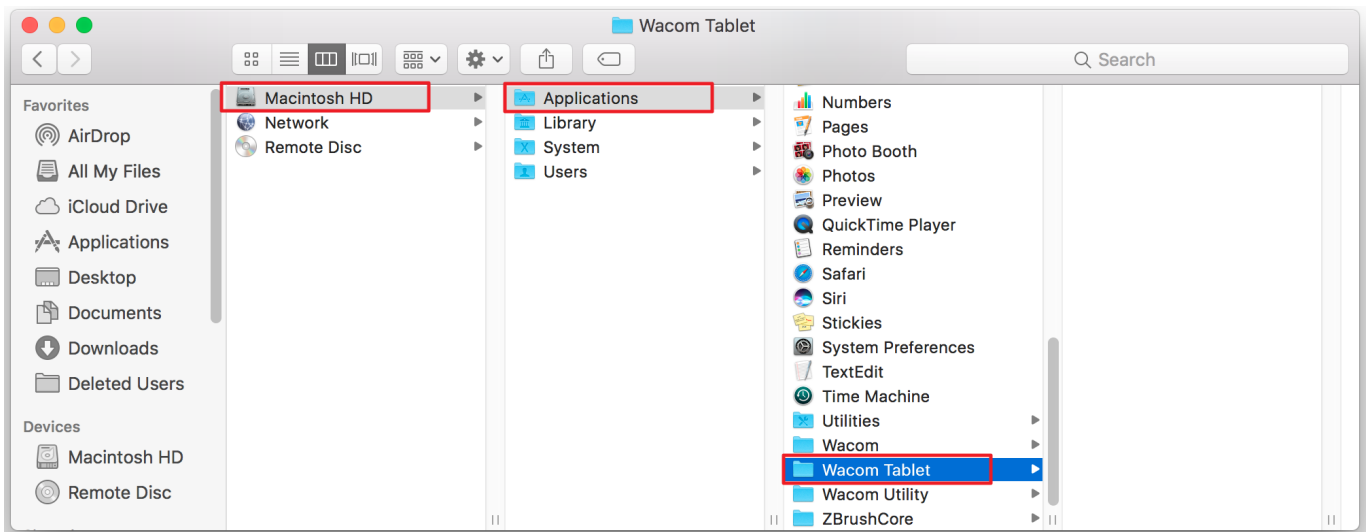 Wacom Tablet
Search
Favorites
AirDrop
All My Files
iCloud Drive
Applications
Desktop
Documents
Downloads
Deleted Users
Devices
Macintosh HD
Remote Disc
Macintosh HD
Network
Remote Disc
Applications
Library
System
Users
Numbers
Pages
Photo Booth
Photos
Preview
QuickTime Player
Reminders
Safari
Siri
Stickies
System Preferences
TextEdit
Time Machine
Utilities
Wacom
Wacom Tablet
Wacom Utility
ZBrushCore